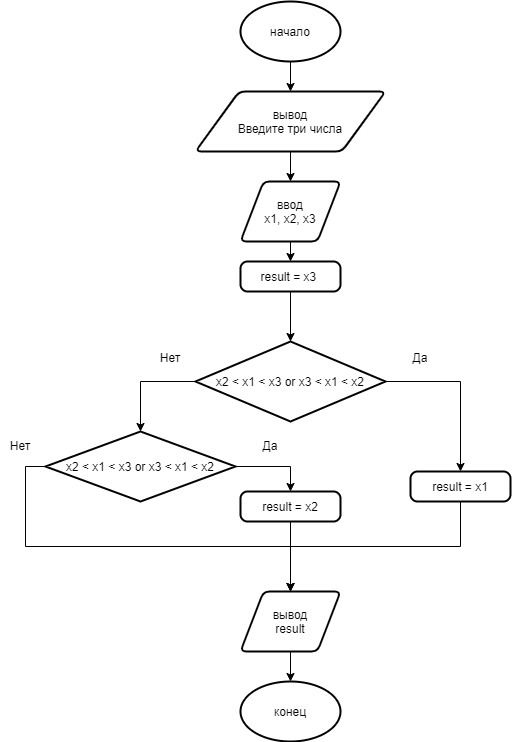 начало
вывод
Введите три числа
ввод
x1, x2, x3
result = x3
Нет
Да
x2 < x1 < x3 or x3 < x1 < x2
Нет
Да
x2 < x1 < x3 or x3 < x1 < x2
result = x1
result = x2
вывод
result
конец